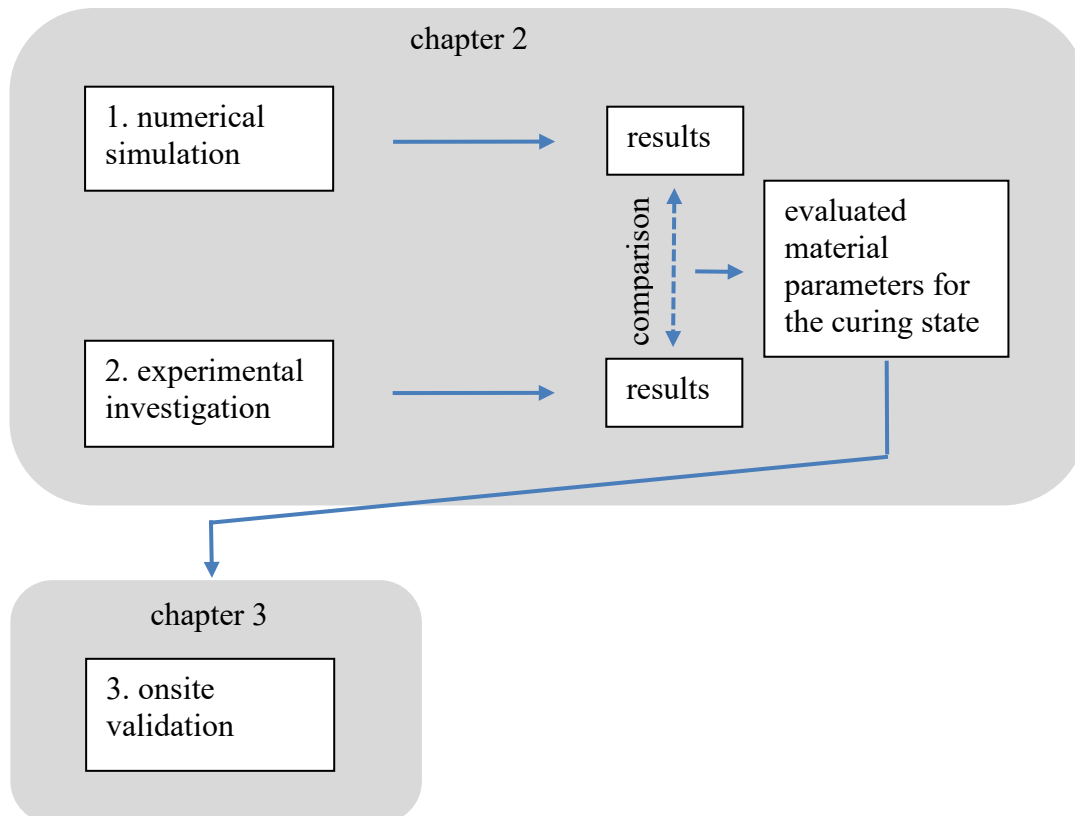 chapter 2
1. numerical
simulation
results
comparison
evaluated
material
parameters for
the curing state
2. experimental
investigation
results
chapter 3
3. onsite
validation